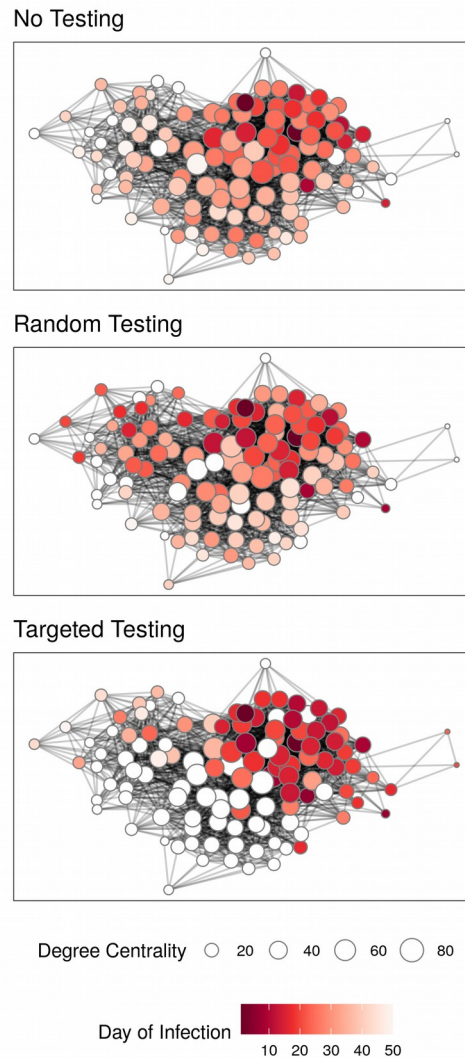 No Testing
Random Testing
Targeted Testing
Degree Centrality 20 40 60 80
Day of Infection
10 20 30 40 50